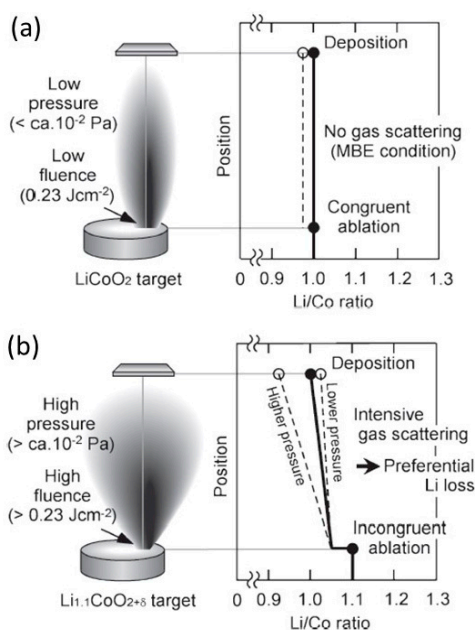 (a)
Low
pressure
(< ca.10⁻² Pa)
Low
fluence
(0.23 Jcm⁻²)
LiCoO₂ target
Position
Deposition
No gas scattering
(MBE condition)
Congruent
ablation
0 0.9 1.0 1.1 1.2 1.3
Li/Co ratio
(b)
High
pressure
(> ca.10⁻² Pa)
High
fluence
(> 0.23 Jcm⁻²)
Li₁.₁CoO₂₊δ target
Position
Deposition
Higher pressure
Lower pressure
Intensive
gas scattering
Preferential
Li loss
Incongruent
ablation
0 0.9 1.0 1.1 1.2 1.3
Li/Co ratio